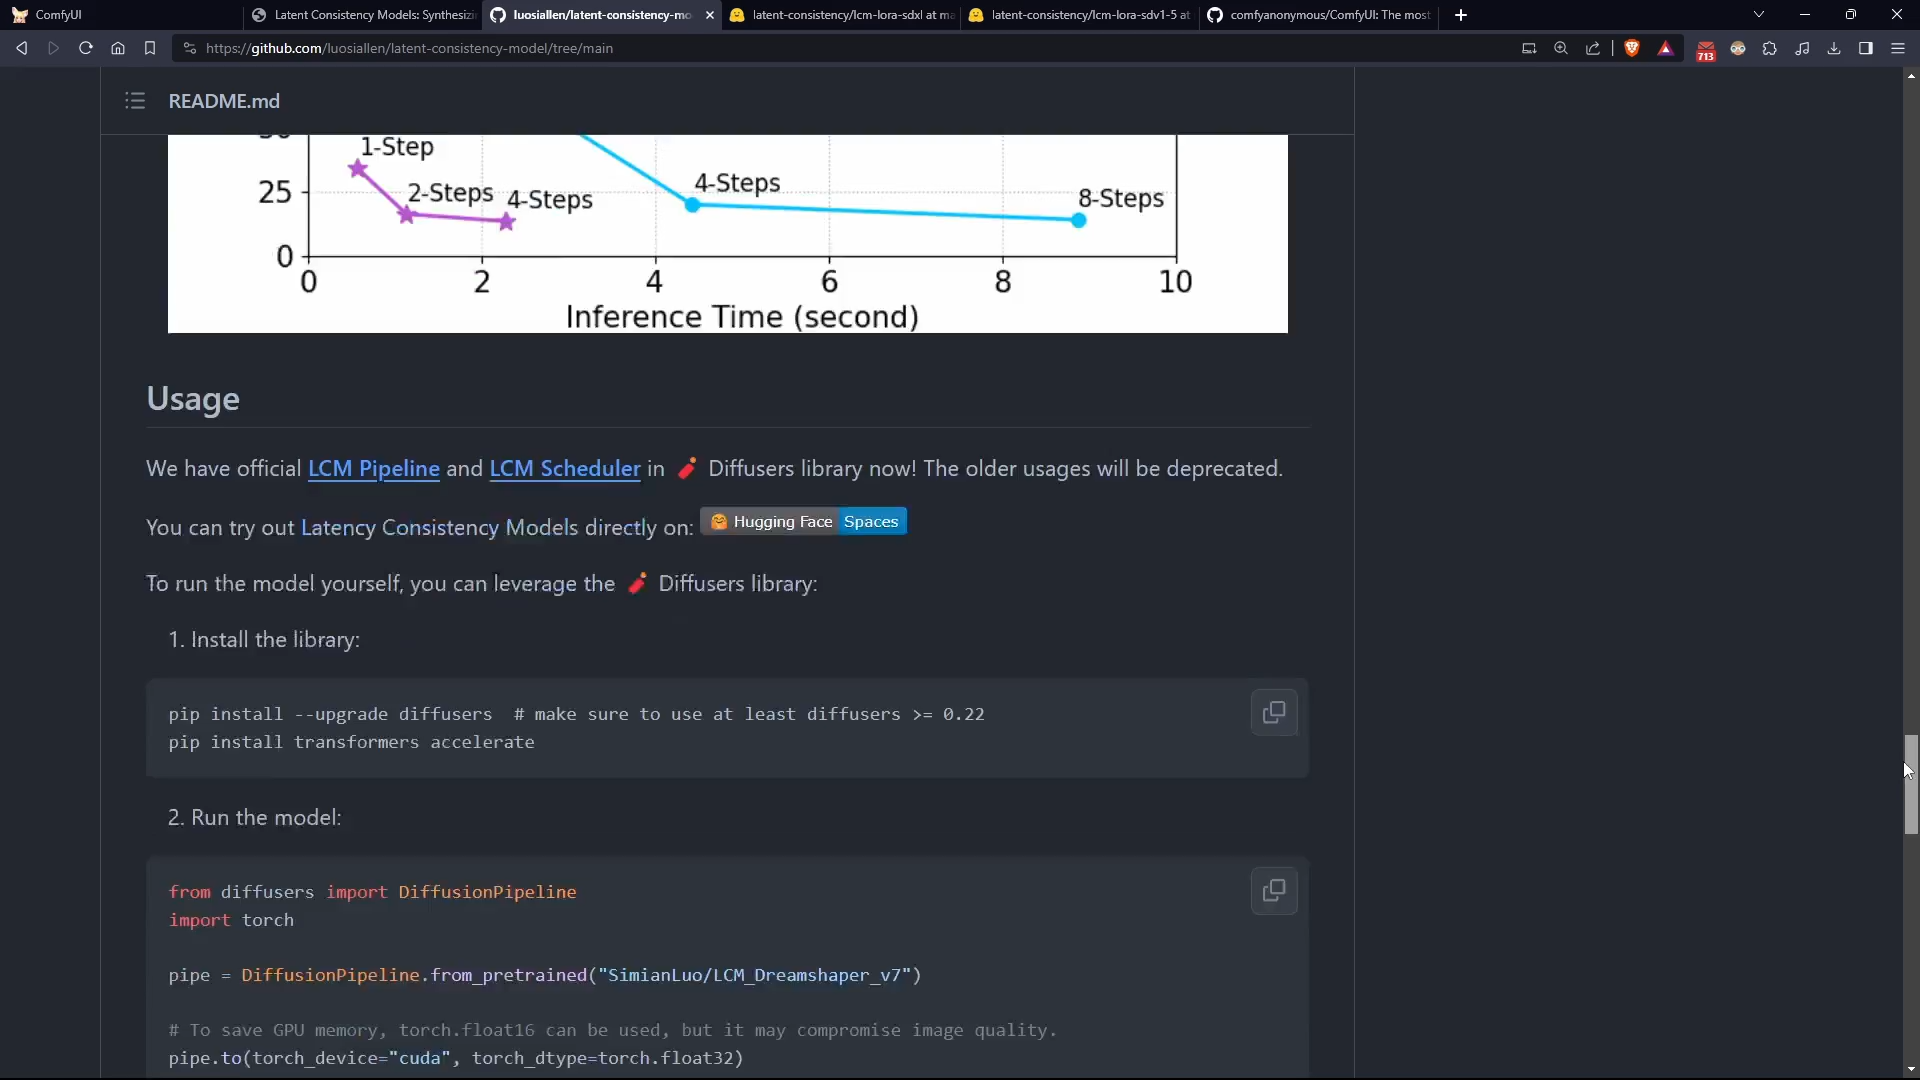 ComfyUI
Latent Consistency Models: Synthesizi
luosiallen/latent-consistency-mo
latent-consistency/lcm-lora-sdxl at ma
latent-consistency/lcm-lora-sdv1-5 at
comfyanonymous/ComfyUI: The most
https://github.com/luosiallen/latent-consistency-model/tree/main
713
README.md
1-Step
25
2-Steps
4-Steps
4-Steps
8-Steps
0
0 2 4 6 8 10
Inference Time (second)
Usage
We have official LCM Pipeline and LCM Scheduler in 🧨 Diffusers library now! The older usages will be deprecated.
You can try out Latency Consistency Models directly on: 🤗 Hugging Face Spaces
To run the model yourself, you can leverage the 🧨 Diffusers library:
1. Install the library:
pip install --upgrade diffusers  # make sure to use at least diffusers >= 0.22
pip install transformers accelerate
2. Run the model:
from diffusers import DiffusionPipeline
import torch
pipe = DiffusionPipeline.from_pretrained("SimianLuo/LCM_Dreamshaper_v7")
# To save GPU memory, torch.float16 can be used, but it may compromise image quality.
pipe.to(torch_device="cuda", torch_dtype=torch.float32)